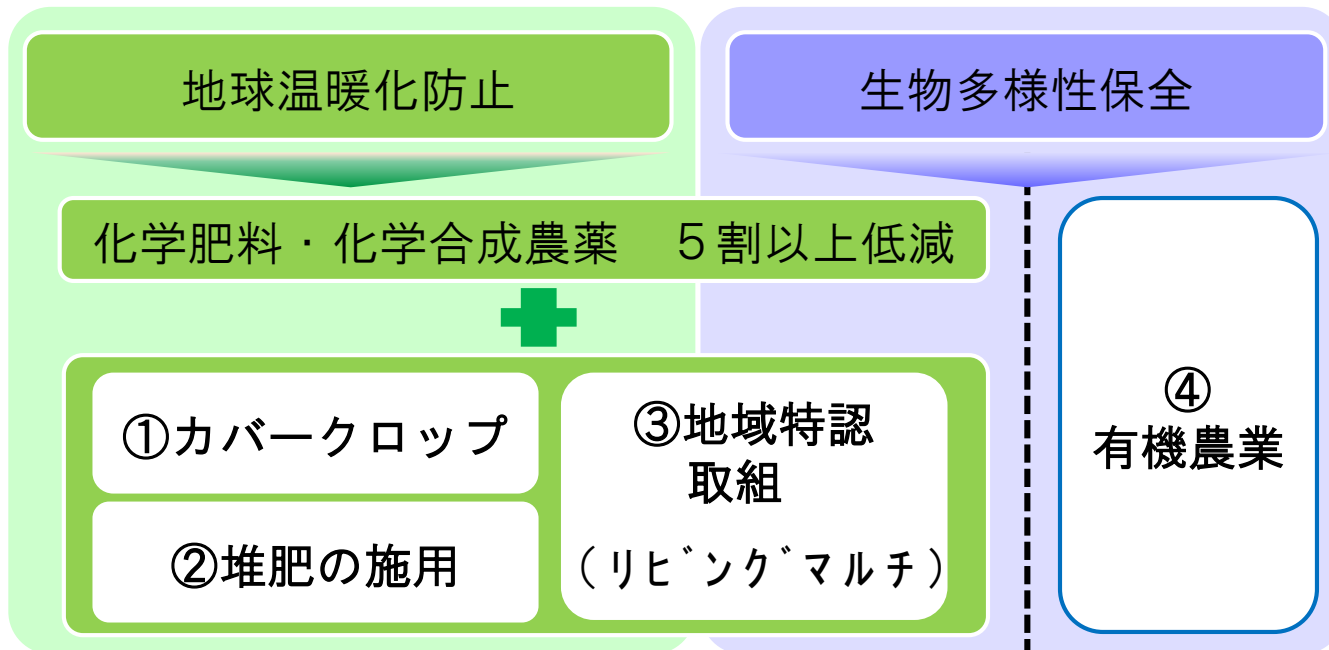 地球温暖化防止
生物多様性保全
化学肥料・化学合成農薬　５割以上低減
①カバークロップ
②堆肥の施用
③地域特認
取組
（ﾘﾋﾞﾝｸﾞﾏﾙﾁ）
④
有機農業